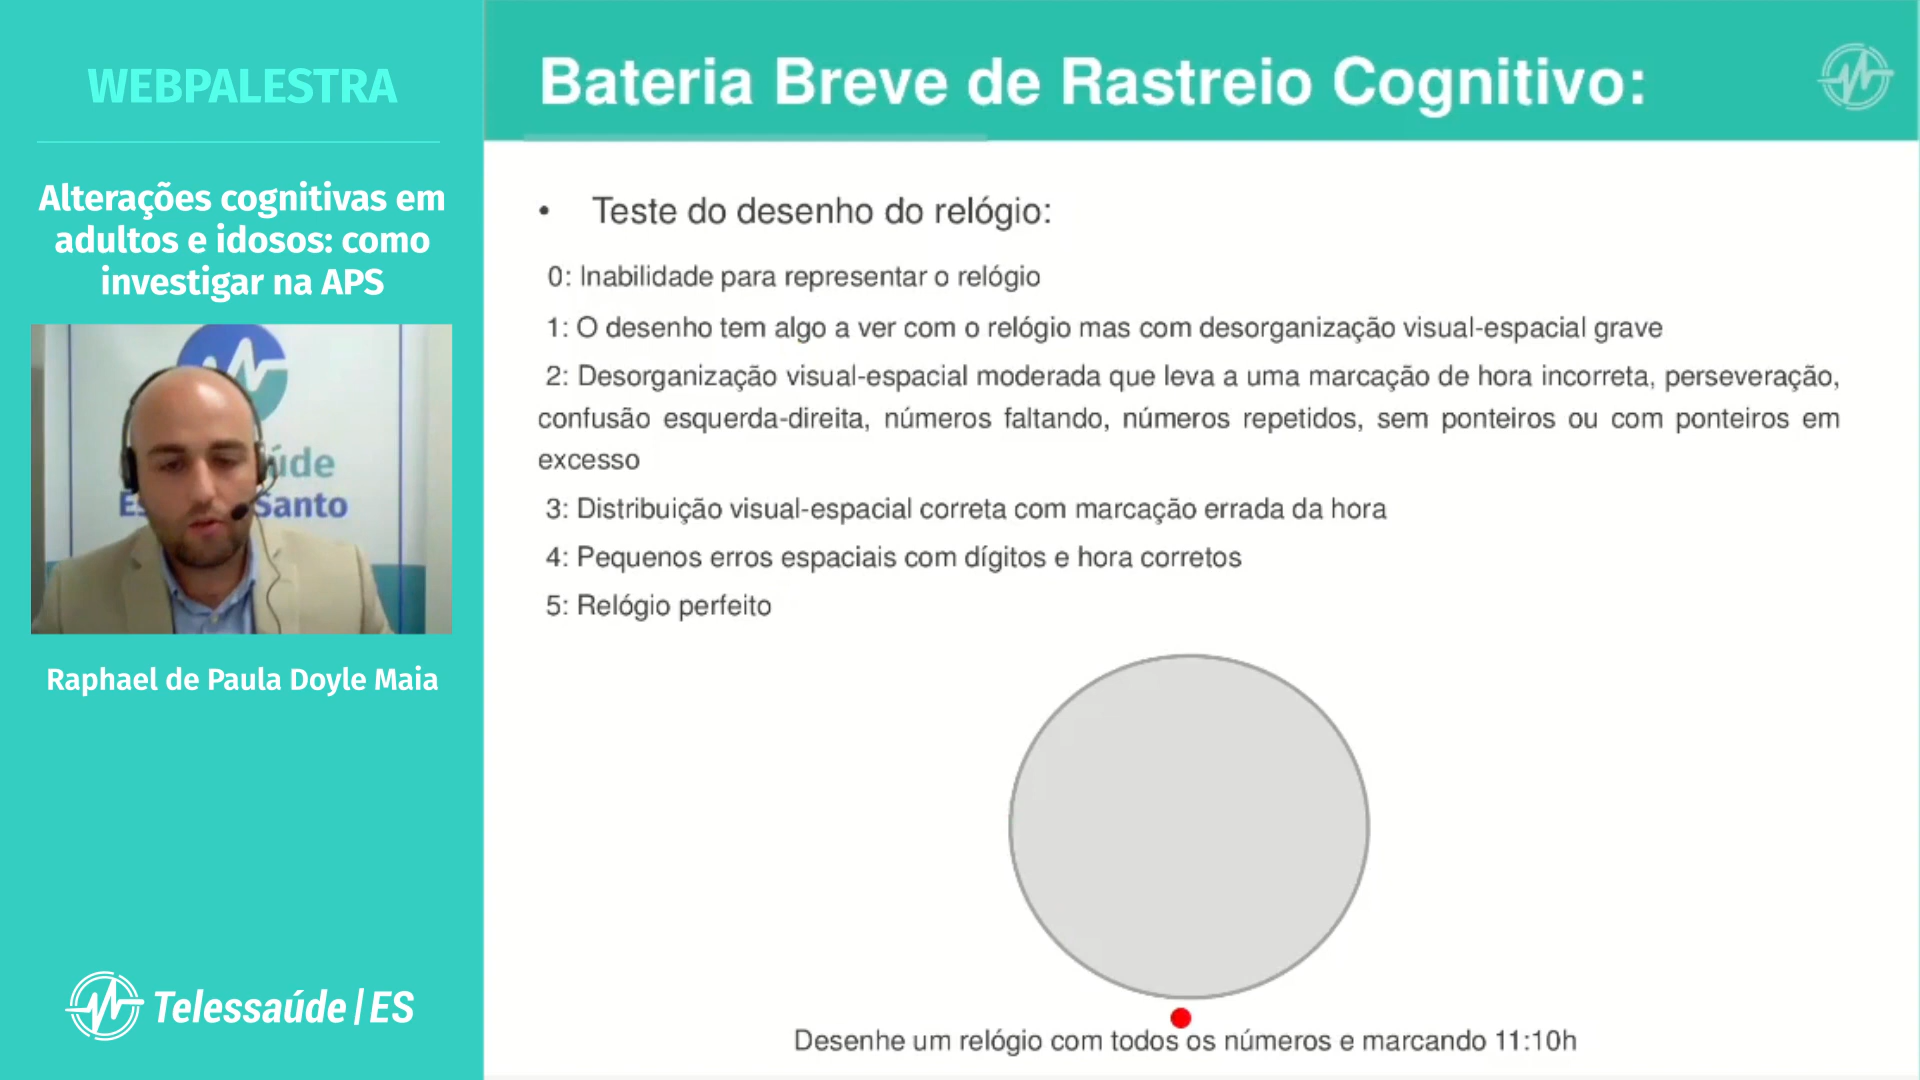 WEBPALESTRA
Alterações cognitivas em
adultos e idosos: como
investigar na APS
úde
Santo
Raphael de Paula Doyle Maia
Telessaúde | ES
Bateria Breve de Rastreio Cognitivo:
• Teste do desenho do relógio:
0: Inabilidade para representar o relógio
1: O desenho tem algo a ver com o relógio mas com desorganização visual-espacial grave
2: Desorganização visual-espacial moderada que leva a uma marcação de hora incorreta, perseveração,
confusão esquerda-direita, números faltando, números repetidos, sem ponteiros ou com ponteiros em
excesso
3: Distribuição visual-espacial correta com marcação errada da hora
4: Pequenos erros espaciais com dígitos e hora corretos
5: Relógio perfeito
Desenhe um relógio com todos os números e marcando 11:10h